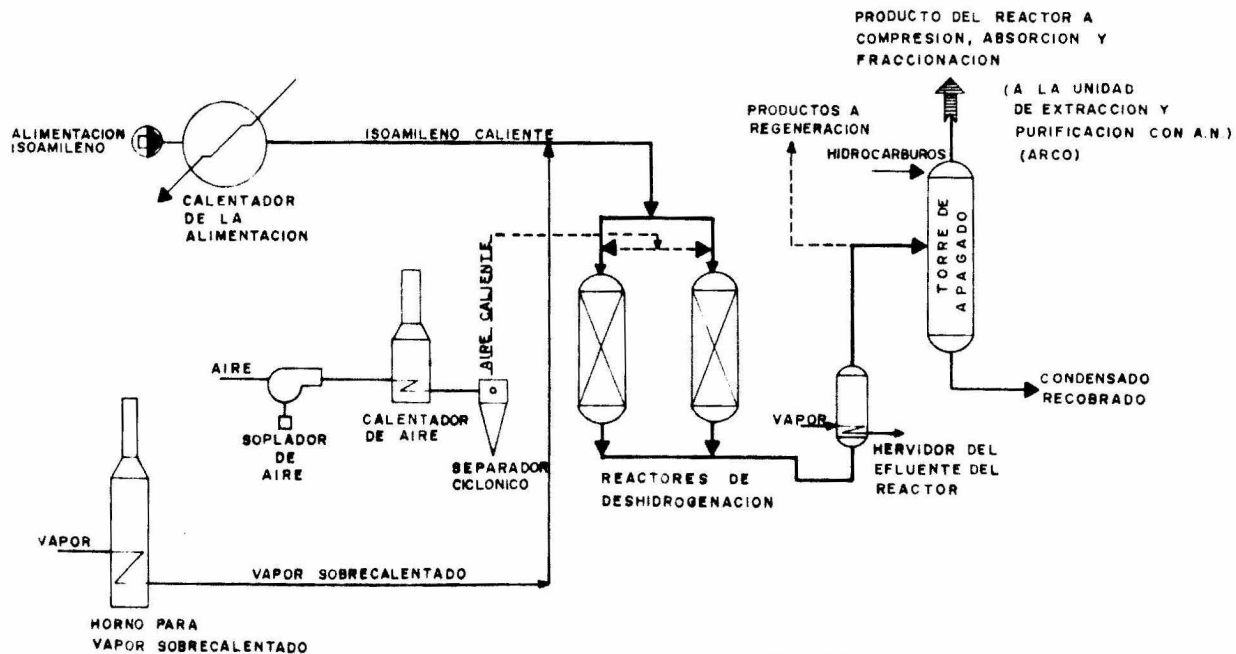 PRODUCTO DEL REACTOR A
COMPRESION, ABSORCION Y
FRACCIONACION
(A LA UNIDAD
DE EXTRACCION Y
PURIFICACION CON A.N.)
(ARCO)
PRODUCTOS A
REGENERACION
HIDROCARBUROS
ALIMENTACION
ISOAMILENO
ISOAMILENO CALIENTE
CALENTADOR
DE LA
ALIMENTACION
AIRE CALIENTE
TORRE DE
APAGADO
AIRE
SOPLADOR
DE
AIRE
CALENTADOR
DE AIRE
SEPARADOR
CICLONICO
REACTORES DE
DESHIDROGENACION
VAPOR
HERVIDOR DEL
EFLUENTE DEL
REACTOR
CONDENSADO
RECOBRADO
VAPOR
VAPOR SOBRECALENTADO
HORNO PARA
VAPOR SOBRECALENTADO